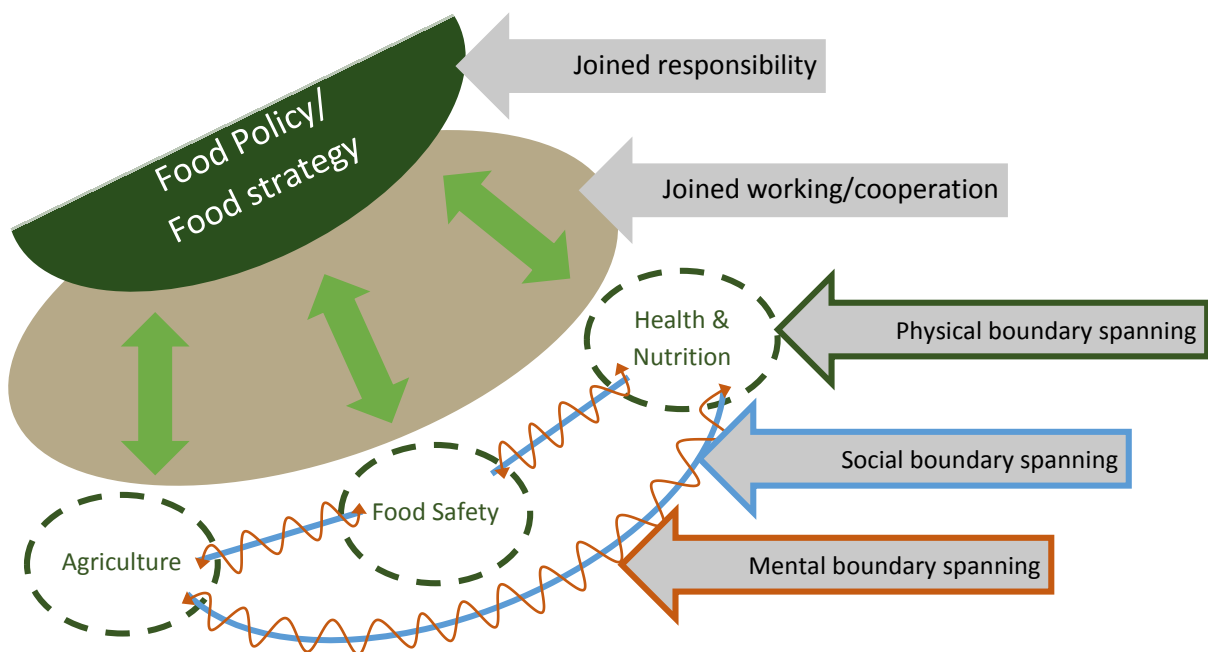 Joined responsibility
Food Policy/
Food strategy
Joined working/cooperation
Health &
Nutrition
Physical boundary spanning
Social boundary spanning
Food Safety
Agriculture
Mental boundary spanning